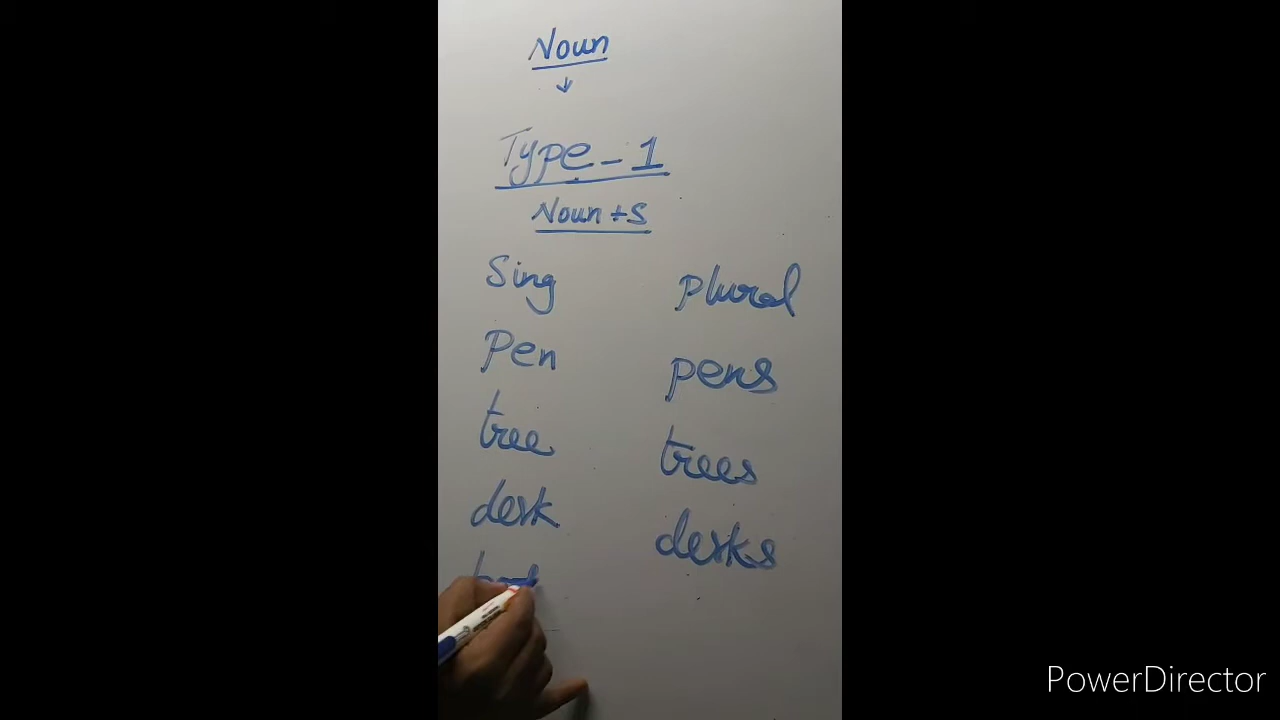 Noun
↓
Type-1
Noun+s
Sing Plural
Pen pens
tree trees
desk desks
PowerDirector